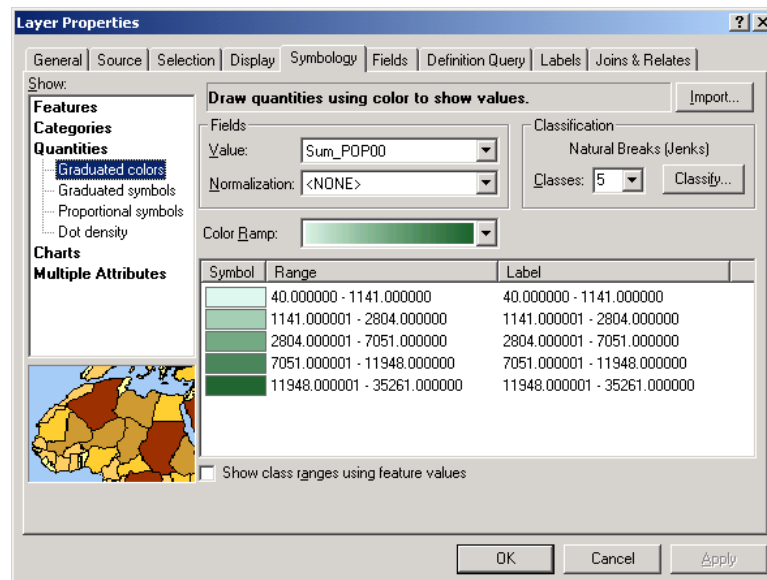 Layer Properties
General Source Selection Display Symbology Fields Definition Query Labels Joins & Relates
Show:
Features
Categories
Quantities
Graduated colors
Graduated symbols
Proportional symbols
Dot density
Charts
Multiple Attributes
Draw quantities using color to show values.
Import...
Fields
Value: Sum_POP00
Normalization: <NONE>
Classification
Natural Breaks (Jenks)
Classes: 5 Classify...
Color Ramp:
Symbol Range Label
40.000000 - 1141.000000 40.000000 - 1141.000000
1141.000001 - 2804.000000 1141.000001 - 2804.000000
2804.000001 - 7051.000000 2804.000001 - 7051.000000
7051.000001 - 11948.000000 7051.000001 - 11948.000000
11948.000001 - 35261.000000 11948.000001 - 35261.000000
Show class ranges using feature values
OK Cancel Apply